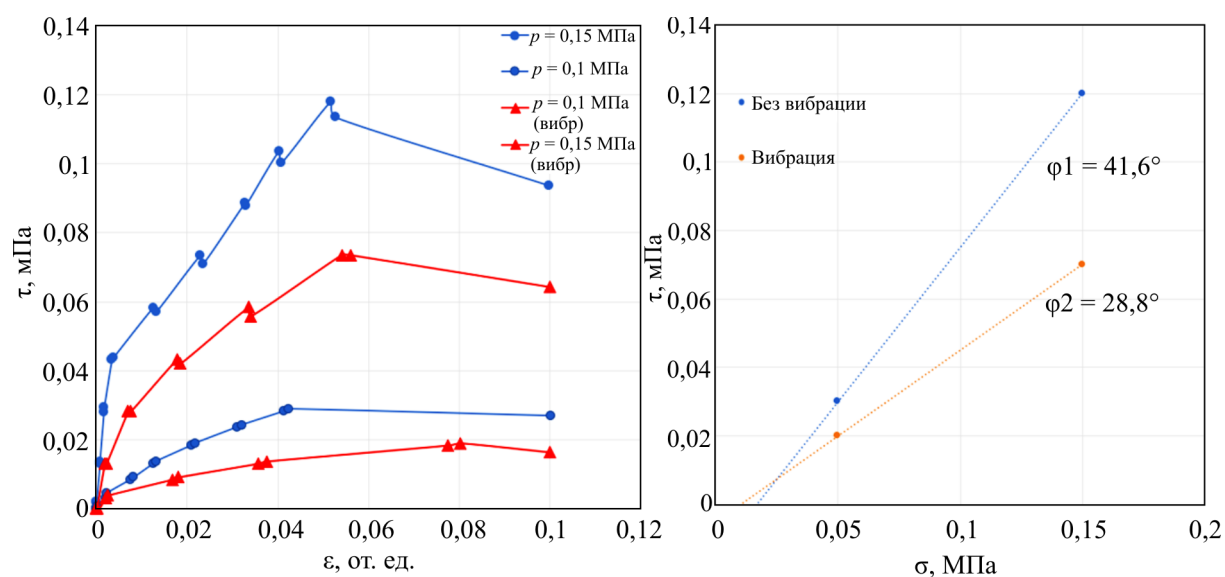 0,14
0,12
0,1
0,08
0,06
0,04
0,02
0
τ, мПа
p = 0,15 МПа
p = 0,1 МПа
p = 0,1 МПа
(вибр)
p = 0,15 МПа
(вибр)
0 0,02 0,04 0,06 0,08 0,1 0,12
ε, от. ед.
0,14
0,12
0,1
0,08
0,06
0,04
0,02
0
τ, мПа
Без вибрации
Вибрация
φ1 = 41,6°
φ2 = 28,8°
0 0,05 0,1 0,15 0,2
σ, МПа